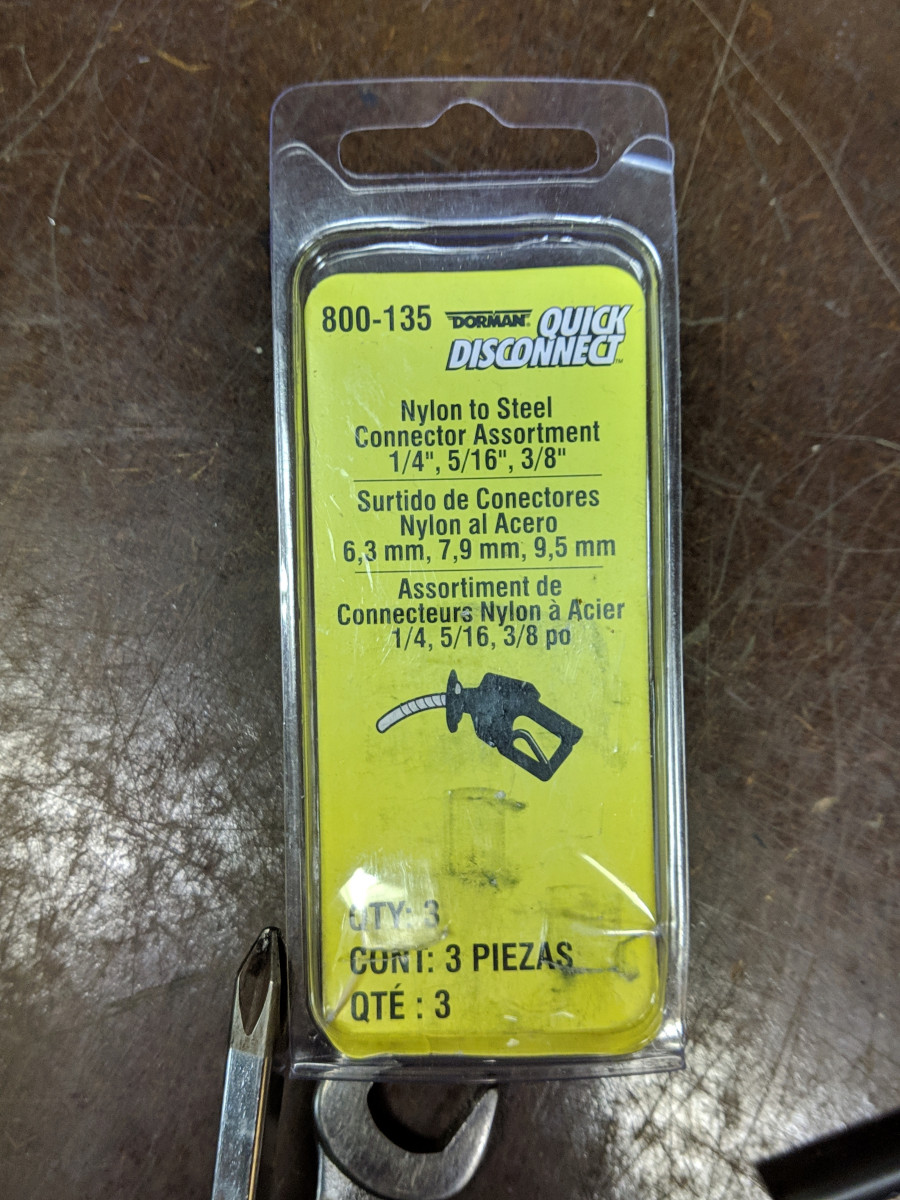 800-135 DORMAN® QUICK
DISCONNECT™
Nylon to Steel
Connector Assortment
1/4", 5/16", 3/8"
Surtido de Conectores
Nylon al Acero
6,3 mm, 7,9 mm, 9,5 mm
Assortiment de
Connecteurs Nylon à Acier
1/4, 5/16, 3/8 po
QTY: 3
CONT: 3 PIEZAS
QTÉ : 3